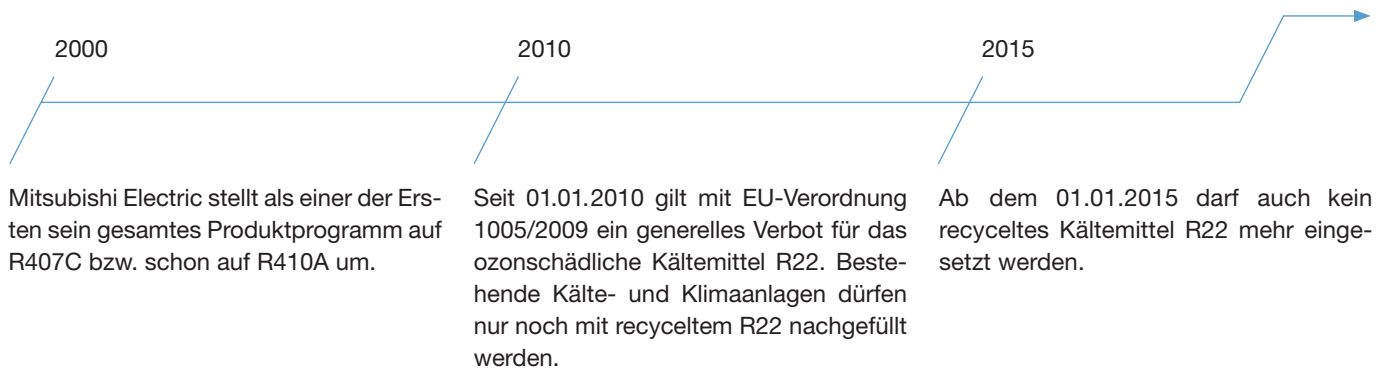 2000
Mitsubishi Electric stellt als einer der Ers-
ten sein gesamtes Produktprogramm auf
R407C bzw. schon auf R410A um.
2010
Seit 01.01.2010 gilt mit EU-Verordnung
1005/2009 ein generelles Verbot für das
ozonschädliche Kältemittel R22. Beste-
hende Kälte- und Klimaanlagen dürfen
nur noch mit recyceltem R22 nachgefüllt
werden.
2015
Ab dem 01.01.2015 darf auch kein
recyceltes Kältemittel R22 mehr einge-
setzt werden.